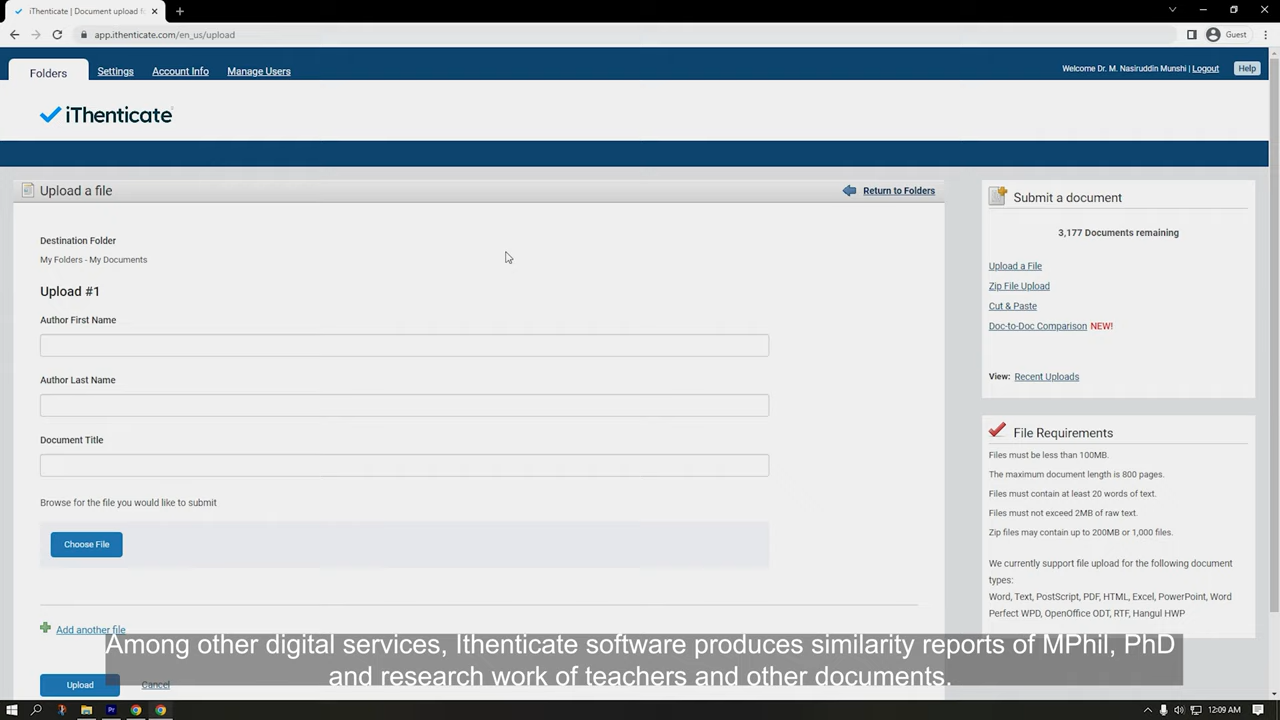 iThenticate | Document upload f
app.ithenticate.com/en_us/upload
Guest
Folders
Settings
Account Info
Manage Users
Welcome Dr. M. Nasiruddin Munshi | Logout
Help
iThenticate
Upload a file
Return to Folders
Destination Folder
My Folders - My Documents
Upload #1
Author First Name
Author Last Name
Document Title
Browse for the file you would like to submit
Choose File
Add another file
Upload
Cancel
Submit a document
3,177 Documents remaining
Upload a File
Zip File Upload
Cut & Paste
Doc-to-Doc Comparison NEW!
View: Recent Uploads
File Requirements
Files must be less than 100MB.
The maximum document length is 800 pages.
Files must contain at least 20 words of text.
Files must not exceed 2MB of raw text.
Zip files may contain up to 200MB or 1,000 files.
We currently support file upload for the following document
types:
Word, Text, PostScript, PDF, HTML, Excel, PowerPoint, Word
Perfect WPD, OpenOffice ODT, RTF, Hangul HWP
Among other digital services, Ithenticate software produces similarity reports of MPhil, PhD
and research work of teachers and other documents.
12:09 AM